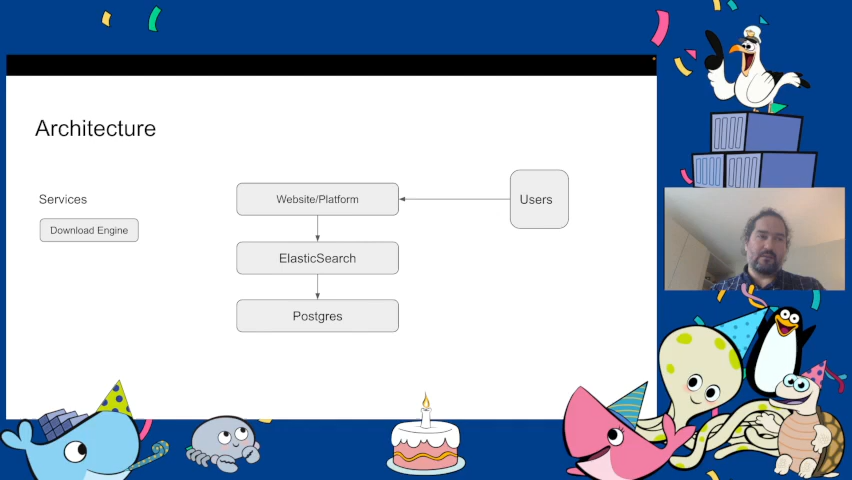 Architecture
Services
Download Engine
Website/Platform
Users
ElasticSearch
Postgres